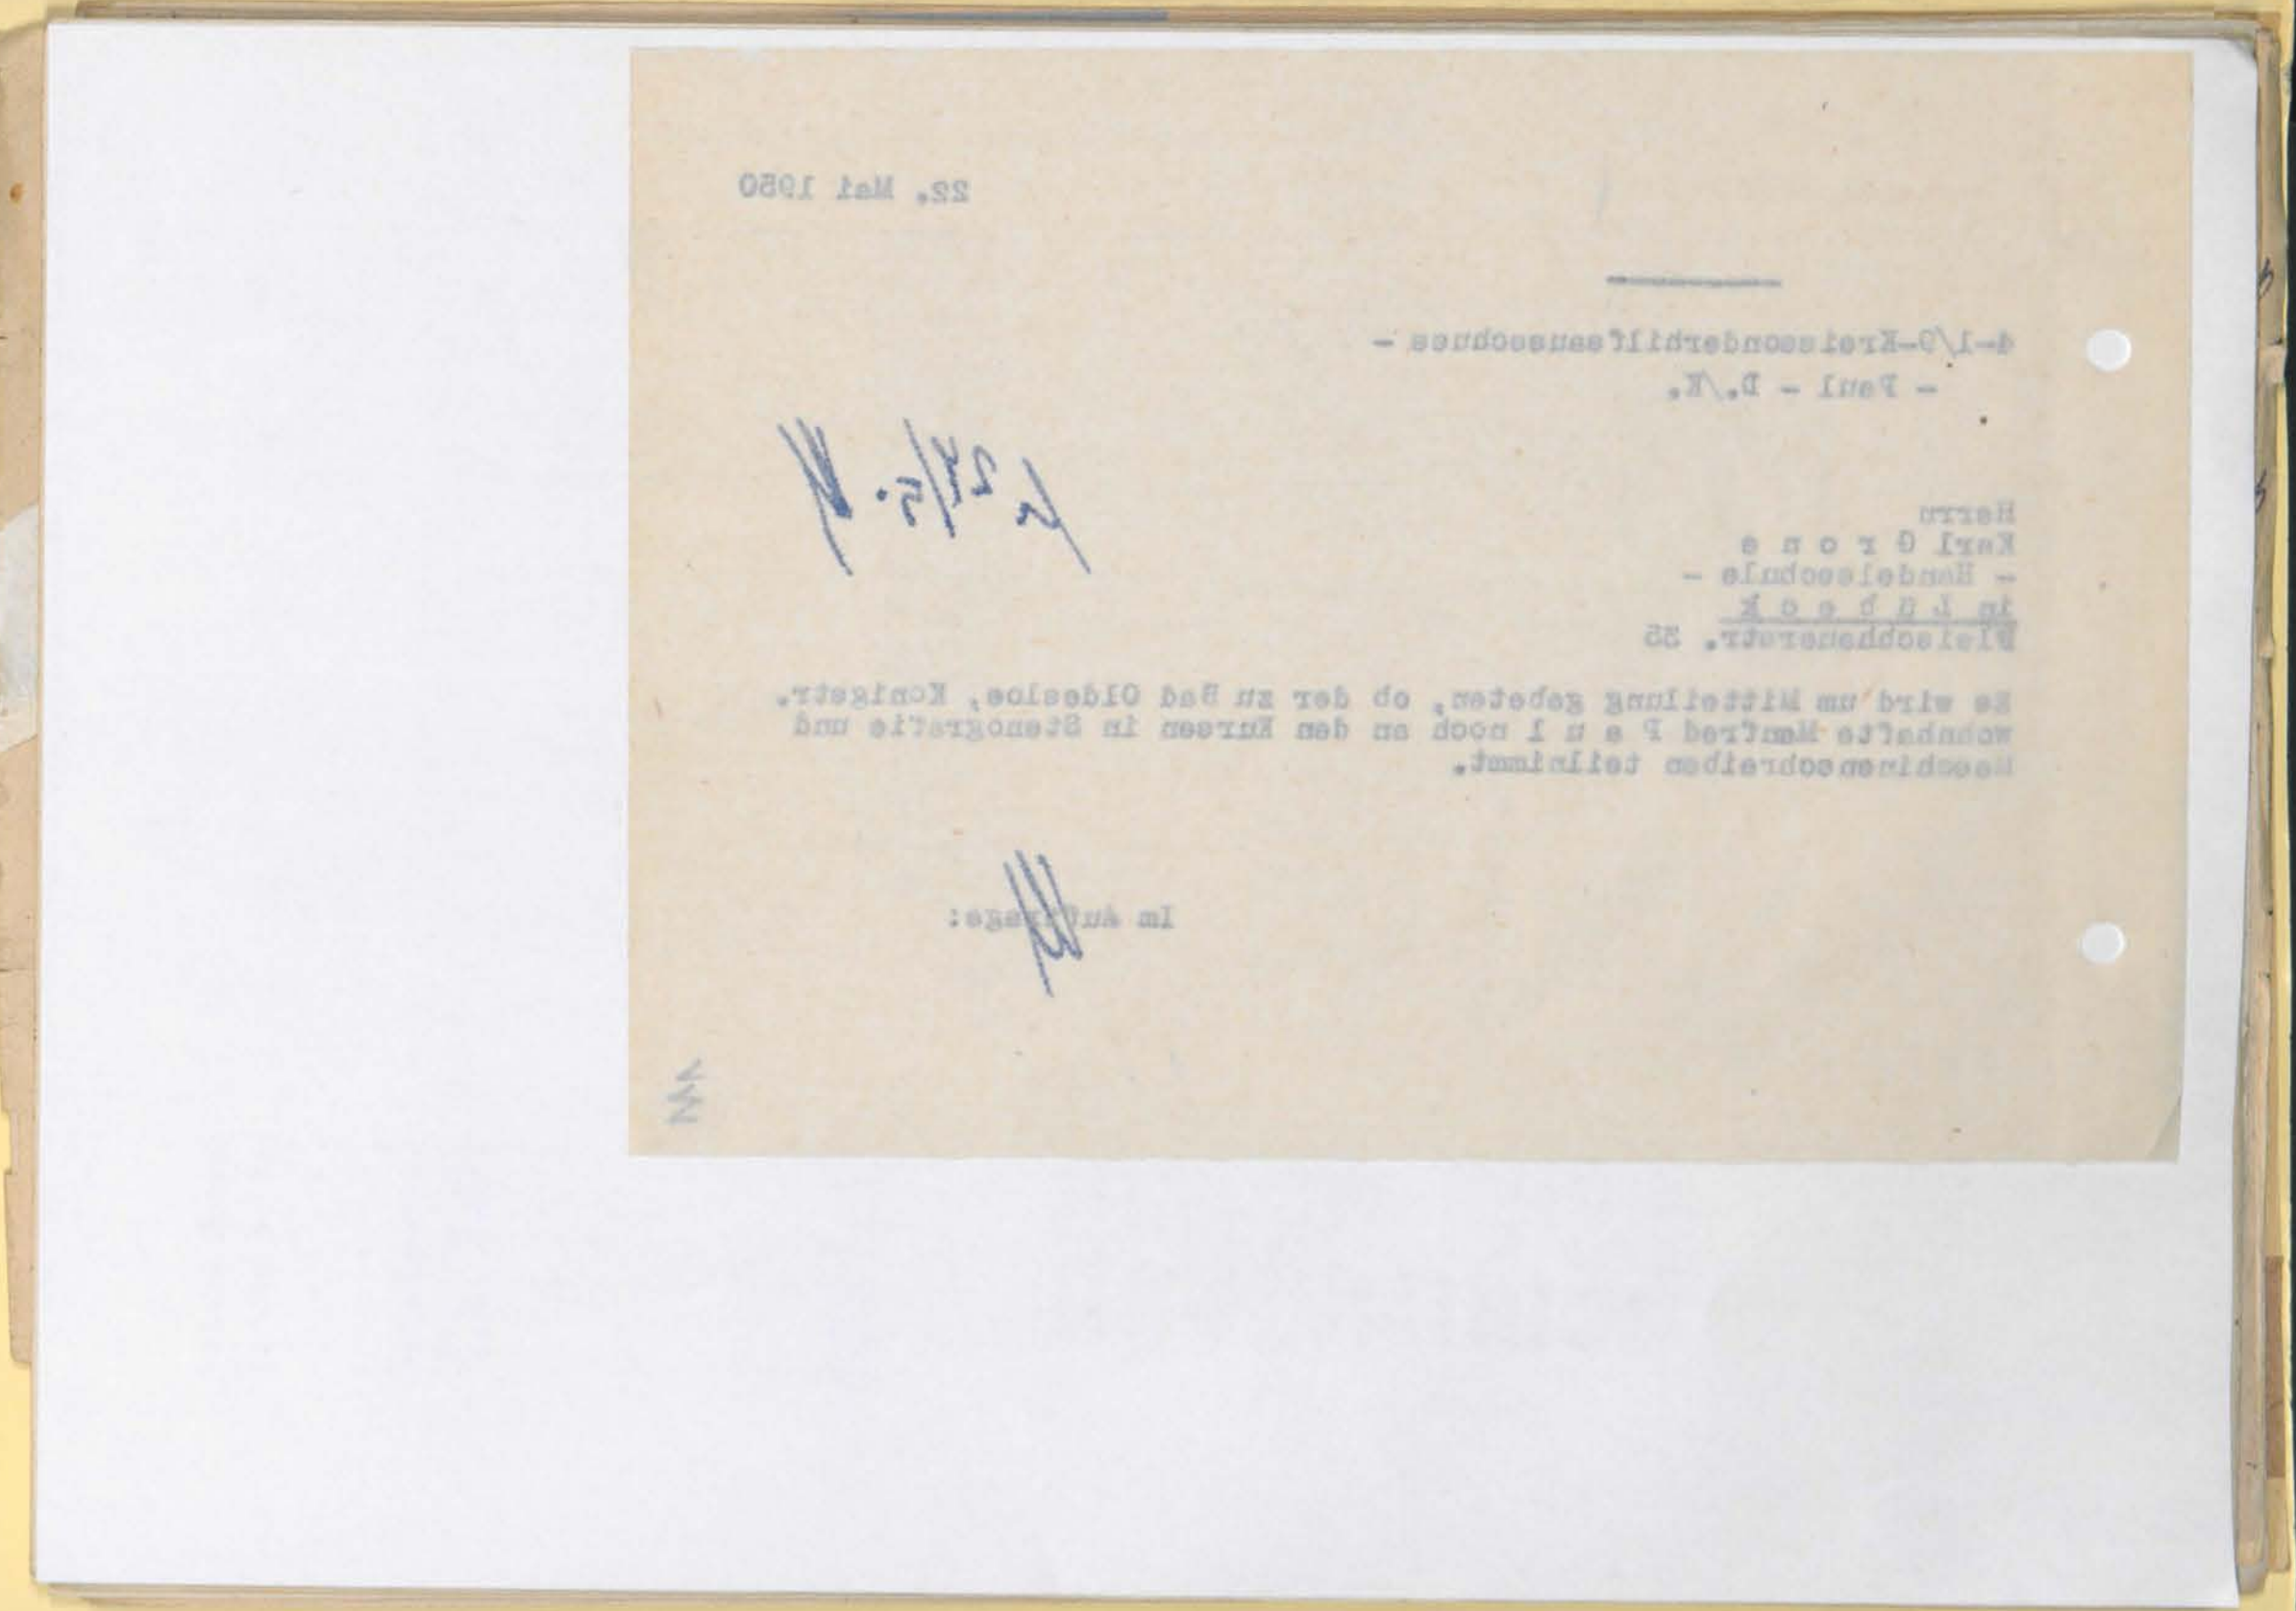 22. Mai 1950
4-1/9-Kreissonderhilfsausschuss -
- Paul - D./K.
24/5.
Herrn
Karl G r o n e
- Handelsschule -
in L ü b e c k
Fleischhauerstr. 35
Es wird um Mitteilung gebeten, ob der zu Bad Oldesloe, Königstr.
wohnhafte Manfred P a u l noch an den Kursen in Stenografie und
Maschinenschreiben teilnimmt.
Im Auftrage: